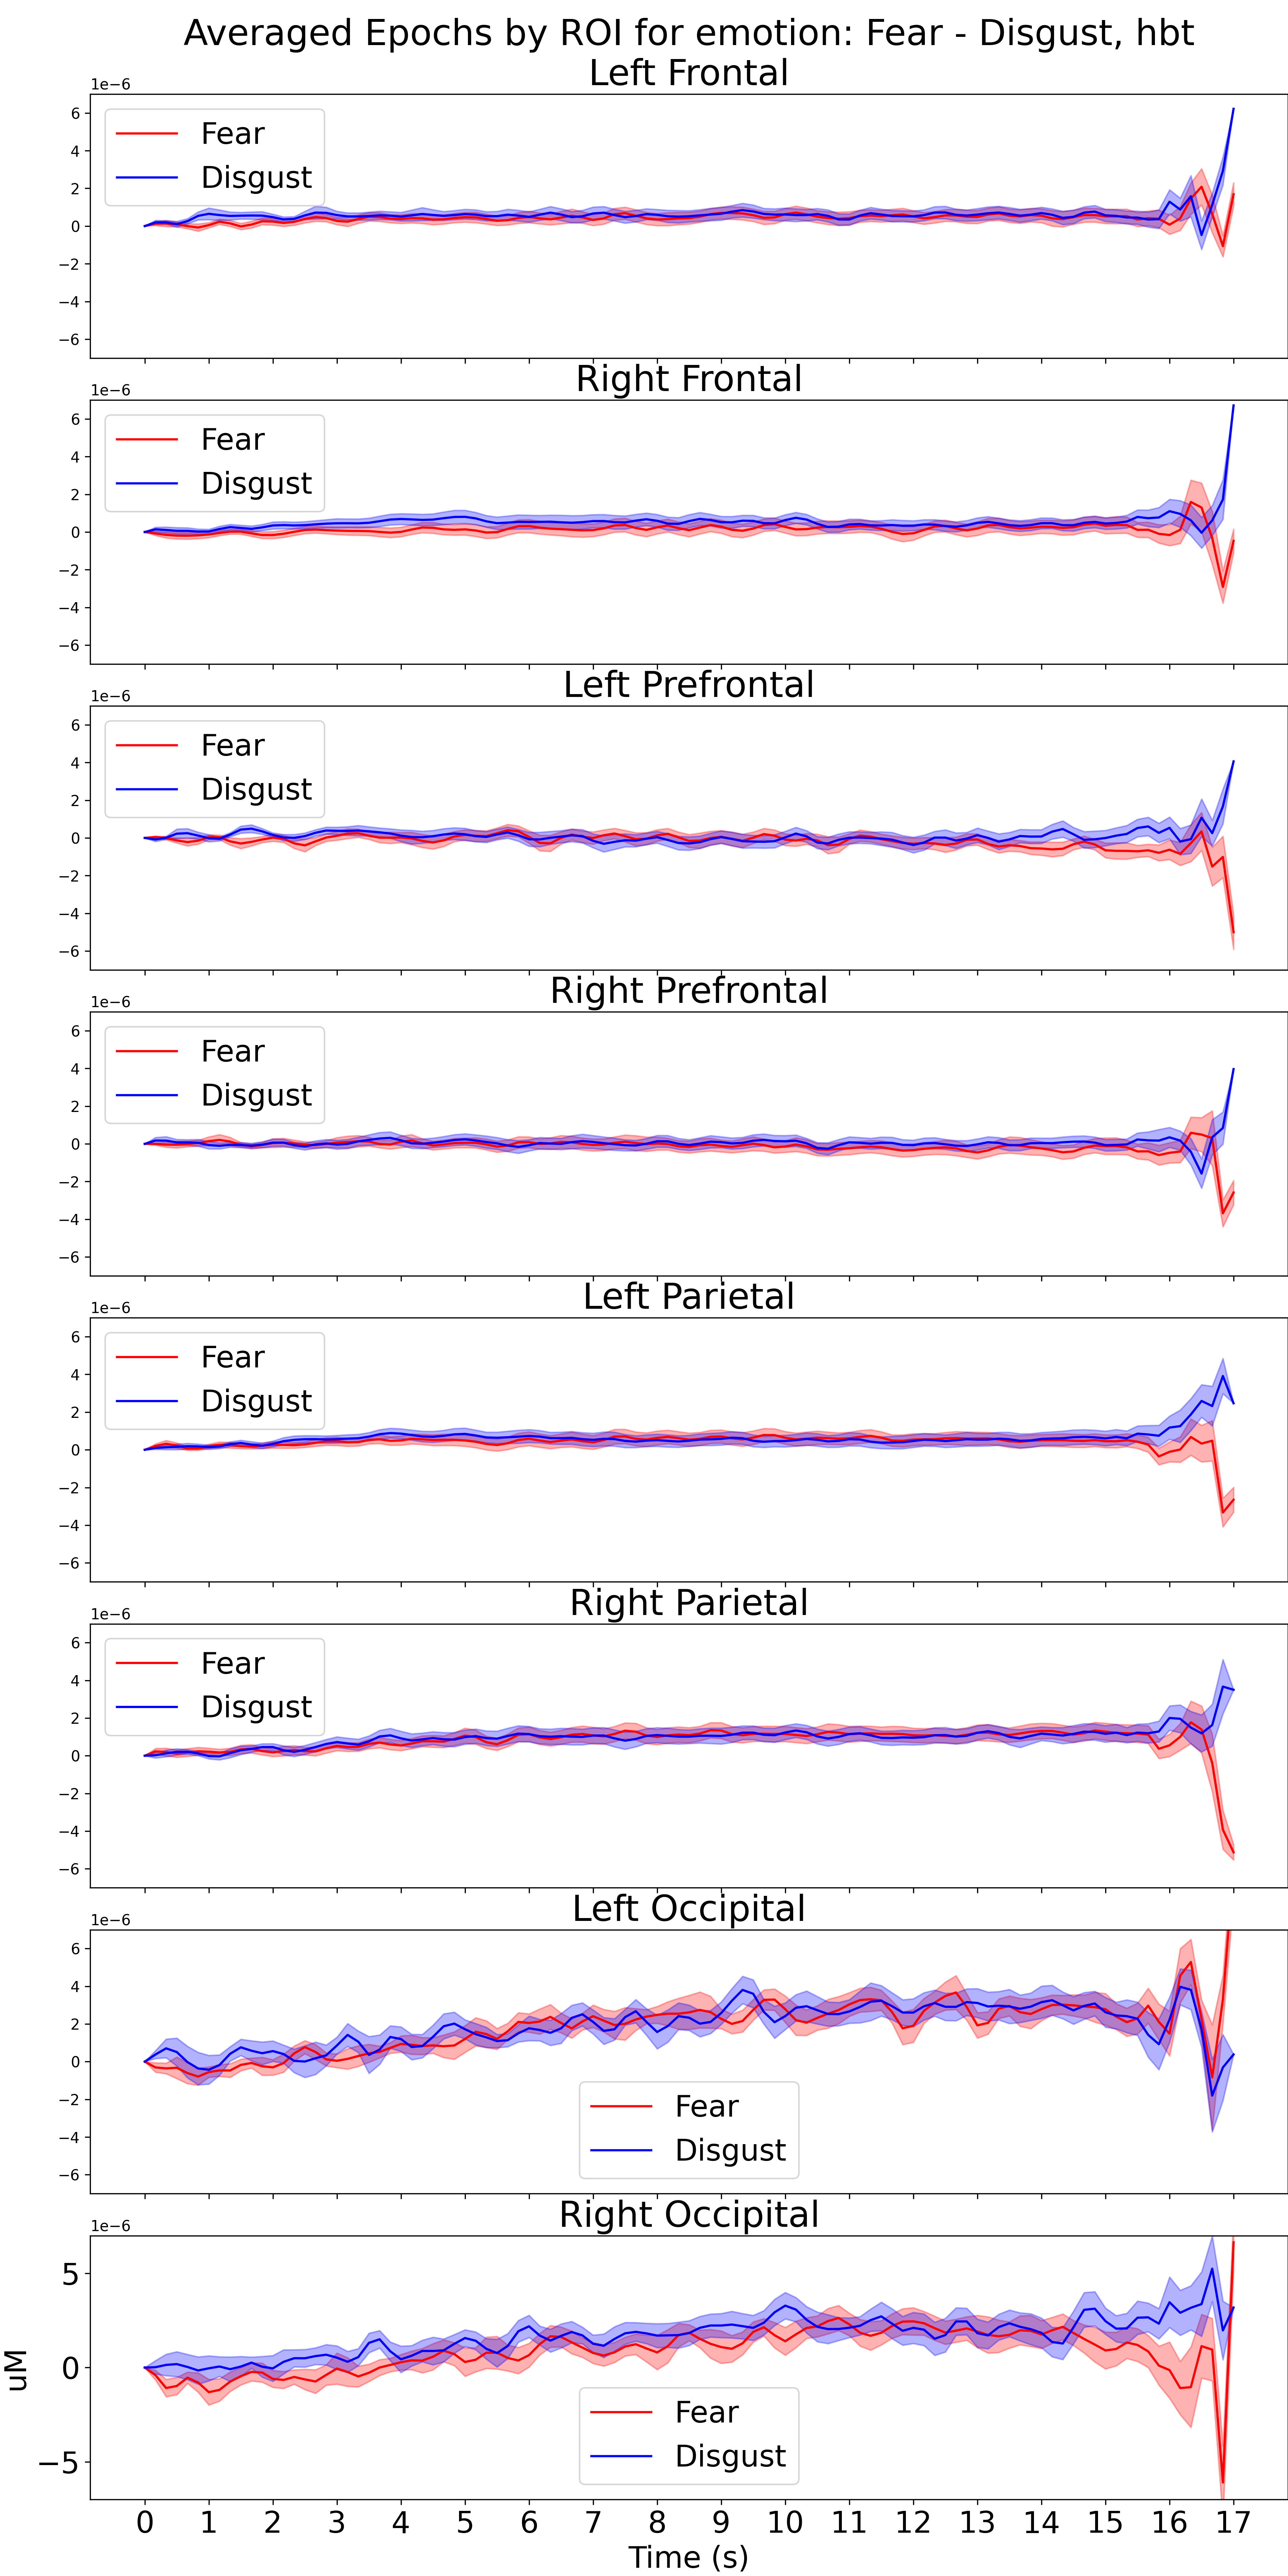 Averaged Epochs by ROI for emotion: Fear - Disgust, hbt
Left Frontal
1e−6
6
4
2
0
−2
−4
−6
Fear
Disgust
Right Frontal
1e−6
6
4
2
0
−2
−4
−6
Fear
Disgust
Left Prefrontal
1e−6
6
4
2
0
−2
−4
−6
Fear
Disgust
Right Prefrontal
1e−6
6
4
2
0
−2
−4
−6
Fear
Disgust
Left Parietal
1e−6
6
4
2
0
−2
−4
−6
Fear
Disgust
Right Parietal
1e−6
6
4
2
0
−2
−4
−6
Fear
Disgust
Left Occipital
1e−6
6
4
2
0
−2
−4
−6
Fear
Disgust
Right Occipital
1e−6
5
0
−5
uM
Fear
Disgust
0 1 2 3 4 5 6 7 8 9 10 11 12 13 14 15 16 17
Time (s)